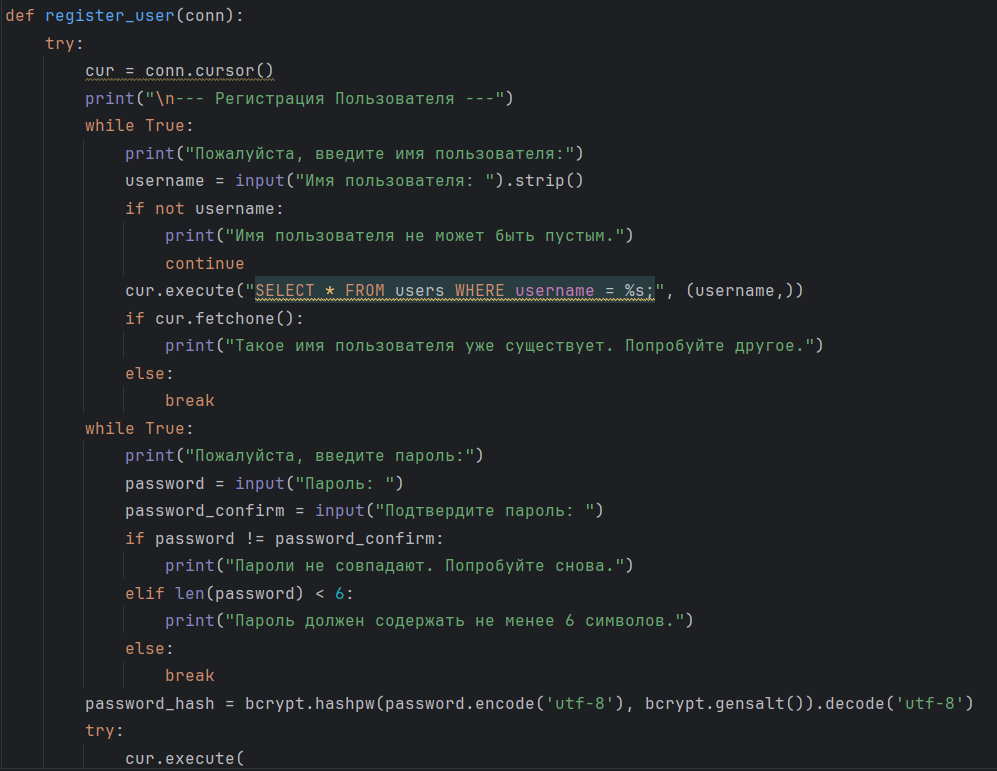 def register_user(conn):
    try:
        cur = conn.cursor()
        print("\n--- Регистрация Пользователя ---")
        while True:
            print("Пожалуйста, введите имя пользователя:")
            username = input("Имя пользователя: ").strip()
            if not username:
                print("Имя пользователя не может быть пустым.")
                continue
            cur.execute("SELECT * FROM users WHERE username = %s;", (username,))
            if cur.fetchone():
                print("Такое имя пользователя уже существует. Попробуйте другое.")
            else:
                break
        while True:
            print("Пожалуйста, введите пароль:")
            password = input("Пароль: ")
            password_confirm = input("Подтвердите пароль: ")
            if password != password_confirm:
                print("Пароли не совпадают. Попробуйте снова.")
            elif len(password) < 6:
                print("Пароль должен содержать не менее 6 символов.")
            else:
                break
        password_hash = bcrypt.hashpw(password.encode('utf-8'), bcrypt.gensalt()).decode('utf-8')
        try:
            cur.execute(